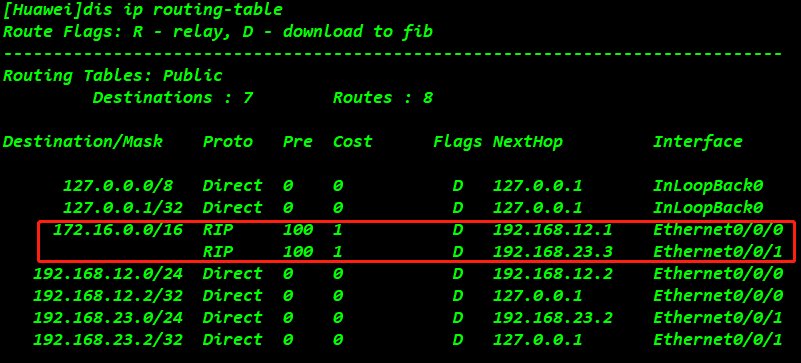 [Huawei]dis ip routing-table
Route Flags: R - relay, D - download to fib
------------------------------------------------------------------------------
Routing Tables: Public
         Destinations : 7        Routes : 8
Destination/Mask    Proto   Pre  Cost         Flags NextHop         Interface
      127.0.0.0/8   Direct  0    0              D   127.0.0.1       InLoopBack0
      127.0.0.1/32  Direct  0    0              D   127.0.0.1       InLoopBack0
     172.16.0.0/16  RIP     100  1              D   192.168.12.1    Ethernet0/0/0
                    RIP     100  1              D   192.168.23.3    Ethernet0/0/1
   192.168.12.0/24  Direct  0    0              D   192.168.12.2    Ethernet0/0/0
   192.168.12.2/32  Direct  0    0              D   127.0.0.1       Ethernet0/0/0
   192.168.23.0/24  Direct  0    0              D   192.168.23.2    Ethernet0/0/1
   192.168.23.2/32  Direct  0    0              D   127.0.0.1       Ethernet0/0/1